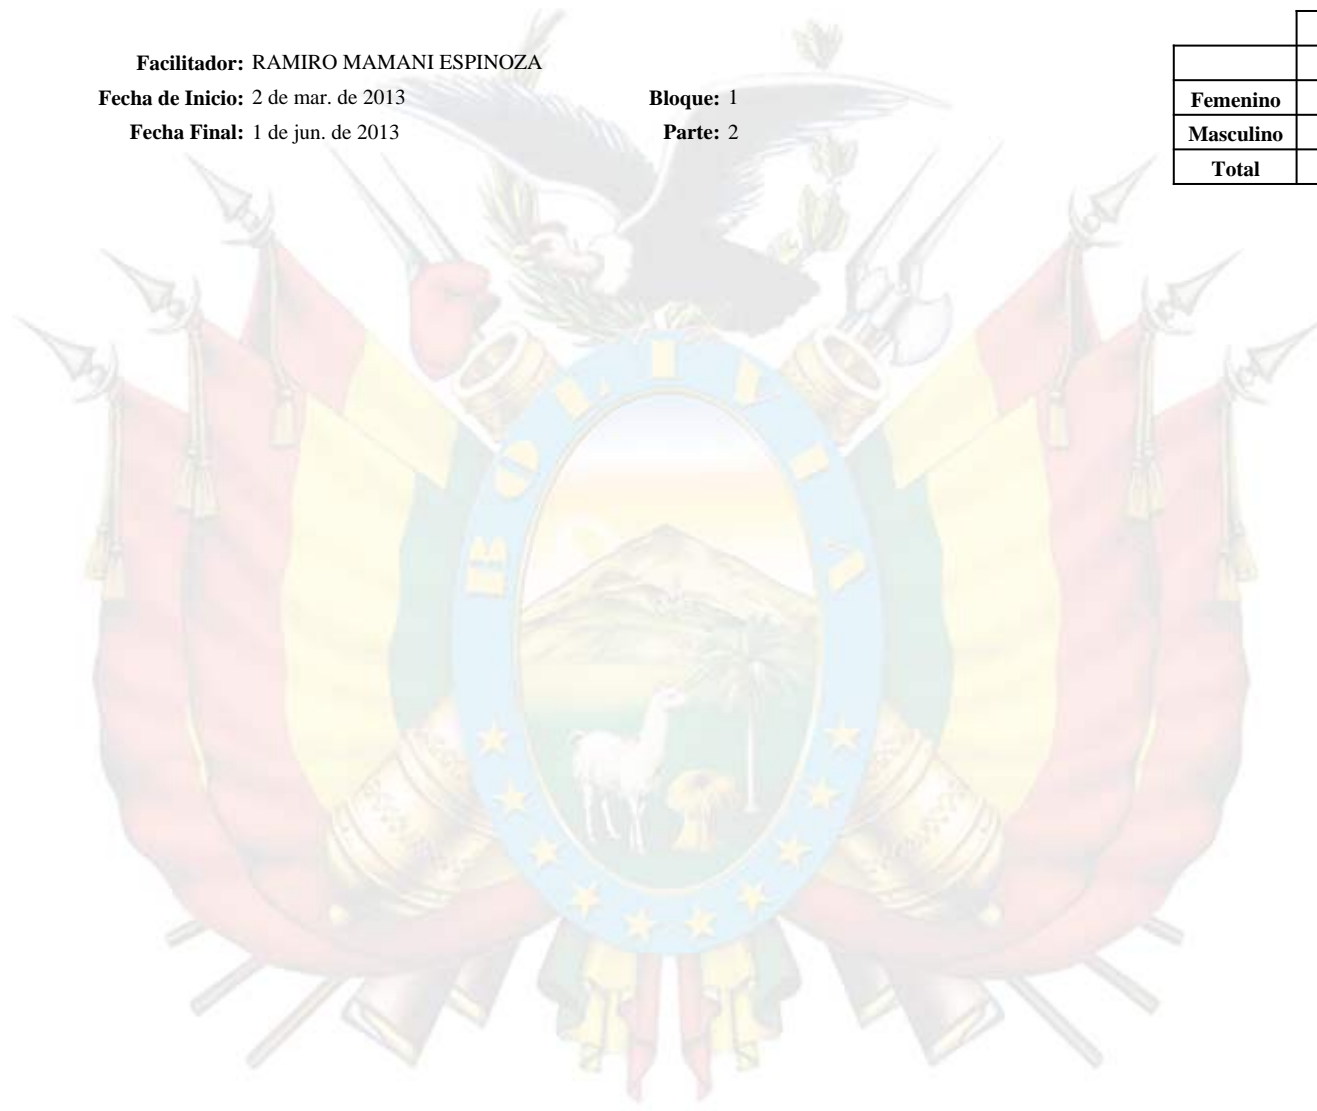 Facilitador: RAMIRO MAMANI ESPINOZA
Fecha de Inicio: 2 de mar. de 2013 Bloque: 1
Fecha Final: 1 de jun. de 2013 Parte: 2
Femenino
Masculino
Total
BOLIVIA